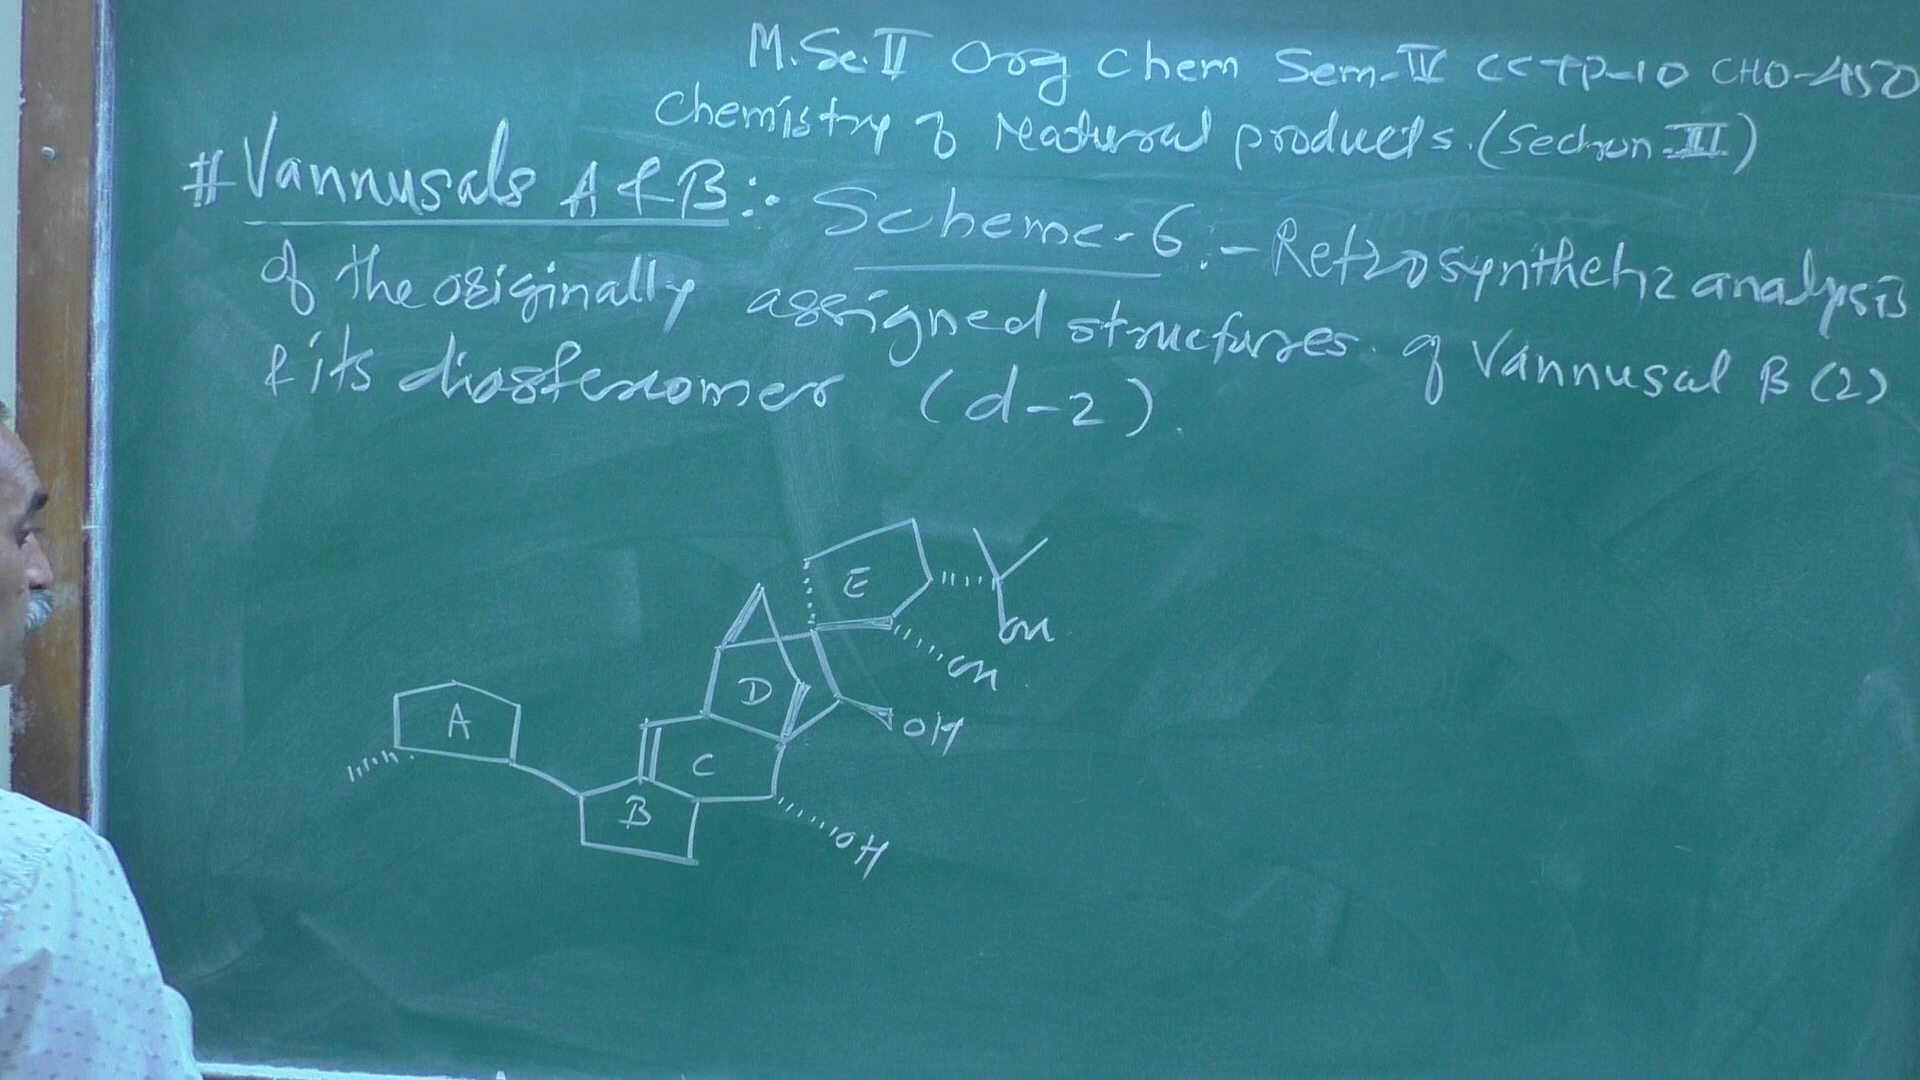 M.Sc.II Org Chem Sem-IV CCTP-10 CHO-450
Chemistry of Natural products. (Section-III)
# Vannusals A & B :- Scheme-6 :- Retrosynthetic analysis
of the originally assigned structures of Vannusal B (2)
& its diastereomer (d-2).
E
OH
OH
D
OH
A
C
B
OH